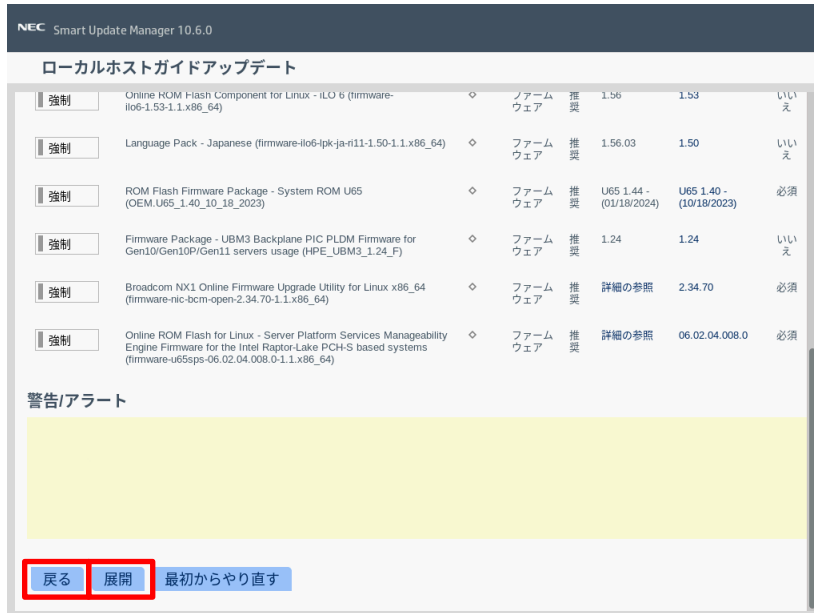 NEC Smart Update Manager 10.6.0
ローカルホストガイドアップデート
強制 Online ROM Flash Component for Linux - iLO 6 (firmware- ファーム 推 1.56 1.53 いい
ilo6-1.53-1.1.x86_64) ウェア 奨 え
強制 Language Pack - Japanese (firmware-ilo6-lpk-ja-ri11-1.50-1.1.x86_64) ファーム 推 1.56.03 1.50 いい
ウェア 奨 え
強制 ROM Flash Firmware Package - System ROM U65 ファーム 推 U65 1.44 - U65 1.40 - 必須
(OEM.U65_1.40_10_18_2023) ウェア 奨 (01/18/2024) (10/18/2023)
強制 Firmware Package - UBM3 Backplane PIC PLDM Firmware for ファーム 推 1.24 1.24 いい
Gen10/Gen10P/Gen11 servers usage (HPE_UBM3_1.24_F) ウェア 奨 え
強制 Broadcom NX1 Online Firmware Upgrade Utility for Linux x86_64 ファーム 推 詳細の参照 2.34.70 必須
(firmware-nic-bcm-open-2.34.70-1.1.x86_64) ウェア 奨
強制 Online ROM Flash for Linux - Server Platform Services Manageability ファーム 推 詳細の参照 06.02.04.008.0 必須
Engine Firmware for the Intel Raptor-Lake PCH-S based systems ウェア 奨
(firmware-u65sps-06.02.04.008.0-1.1.x86_64)
警告/アラート
戻る 展開 最初からやり直す